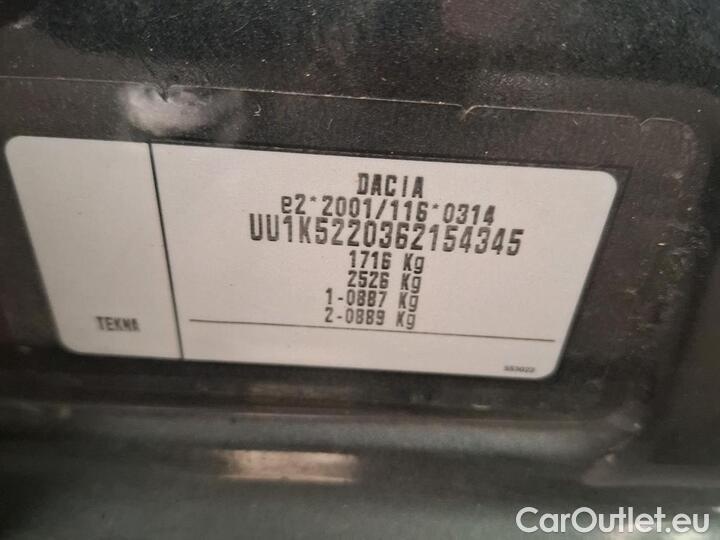 DACIA
e2*2001/116*0314
UU1K5220362154345
1716 Kg
2526 Kg
1-0887 Kg
2-0889 Kg
TEKNA
553022
CarOutlet.eu